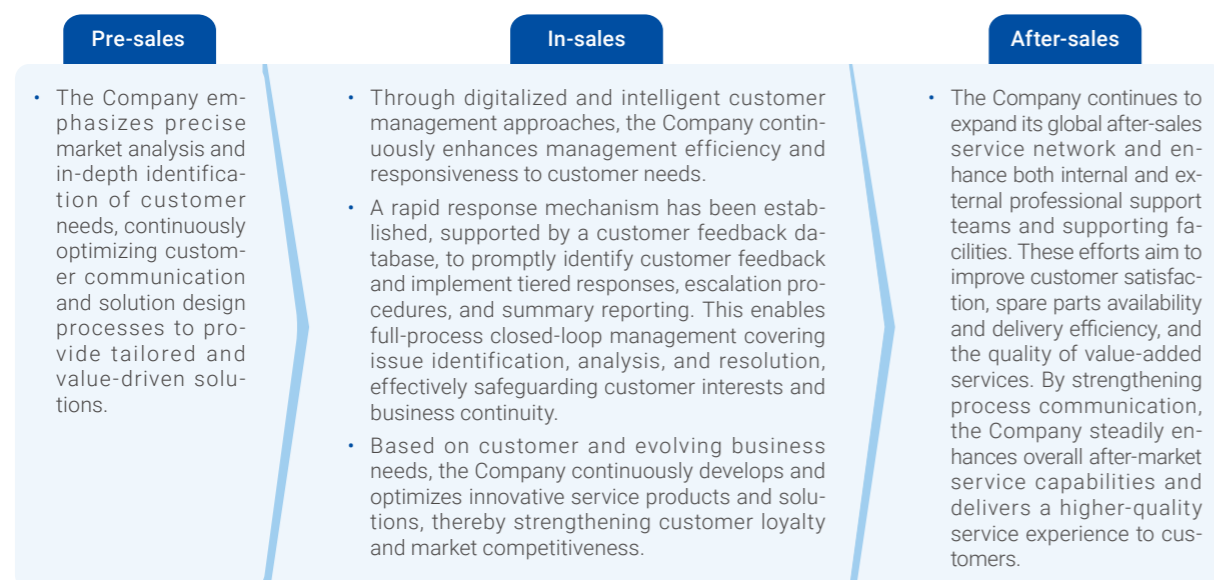 Pre-sales
• The Company em-
phasizes precise
market analysis and
in-depth identifica-
tion of customer
needs, continuously
optimizing custom-
er communication
and solution design
processes to pro-
vide tailored and
value-driven solu-
tions.
In-sales
• Through digitalized and intelligent customer
management approaches, the Company contin-
uously enhances management efficiency and
responsiveness to customer needs.
• A rapid response mechanism has been estab-
lished, supported by a customer feedback da-
tabase, to promptly identify customer feedback
and implement tiered responses, escalation pro-
cedures, and summary reporting. This enables
full-process closed-loop management covering
issue identification, analysis, and resolution,
effectively safeguarding customer interests and
business continuity.
• Based on customer and evolving business
needs, the Company continuously develops and
optimizes innovative service products and solu-
tions, thereby strengthening customer loyalty
and market competitiveness.
After-sales
• The Company continues to
expand its global after-sales
service network and en-
hance both internal and ex-
ternal professional support
teams and supporting fa-
cilities. These efforts aim to
improve customer satisfac-
tion, spare parts availability
and delivery efficiency, and
the quality of value-added
services. By strengthening
process communication,
the Company steadily en-
hances overall after-market
service capabilities and
delivers a higher-quality
service experience to cus-
tomers.